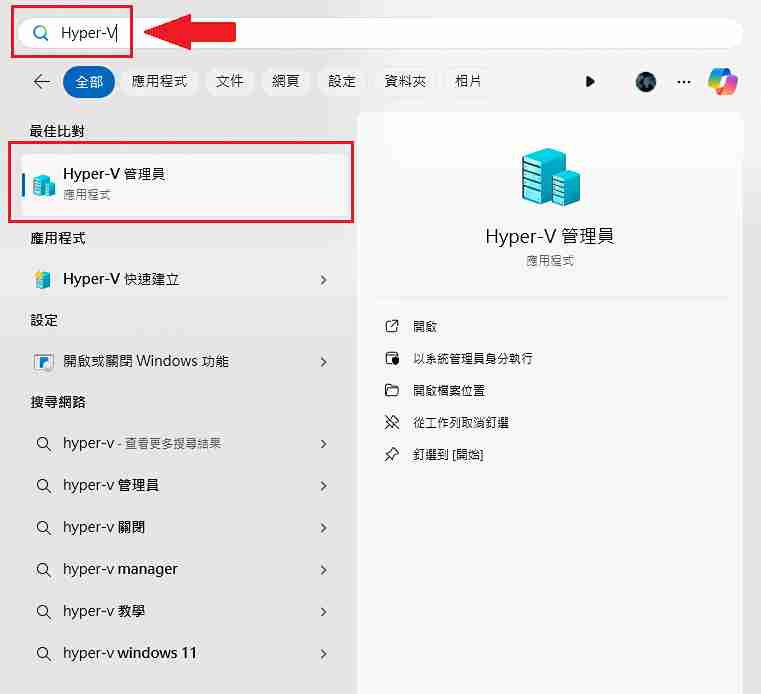 Hyper-V
全部 應用程式 文件 網頁 設定 資料夾 相片
最佳比對
Hyper-V 管理員
應用程式
應用程式
Hyper-V 快速建立
設定
開啟或關閉 Windows 功能
搜尋網路
hyper-v - 查看更多搜尋結果
hyper-v 管理員
hyper-v 關閉
hyper-v manager
hyper-v 教學
hyper-v windows 11
Hyper-V 管理員
應用程式
開啟
以系統管理員身分執行
開啟檔案位置
從工作列取消釘選
釘選到 [開始]